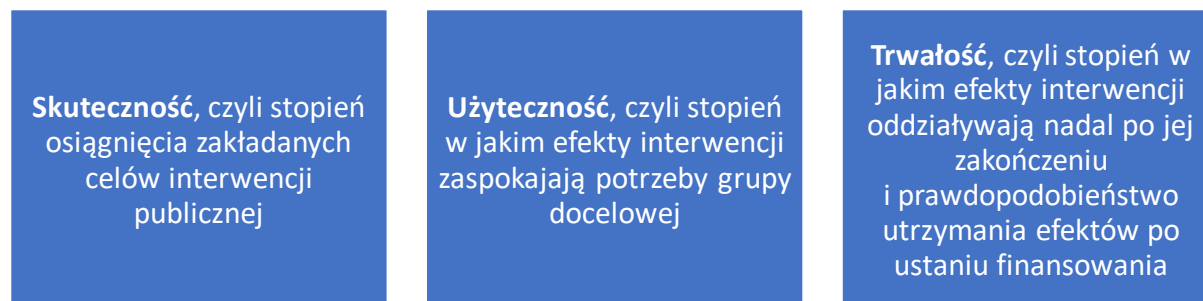 Skuteczność, czyli stopień
osiągnięcia zakładanych
celów interwencji
publicznej
Użyteczność, czyli stopień
w jakim efekty interwencji
zaspokajają potrzeby grupy
docelowej
Trwałość, czyli stopień w
jakim efekty interwencji
oddziaływają nadal po jej
zakończeniu
i prawdopodobieństwo
utrzymania efektów po
ustaniu finansowania